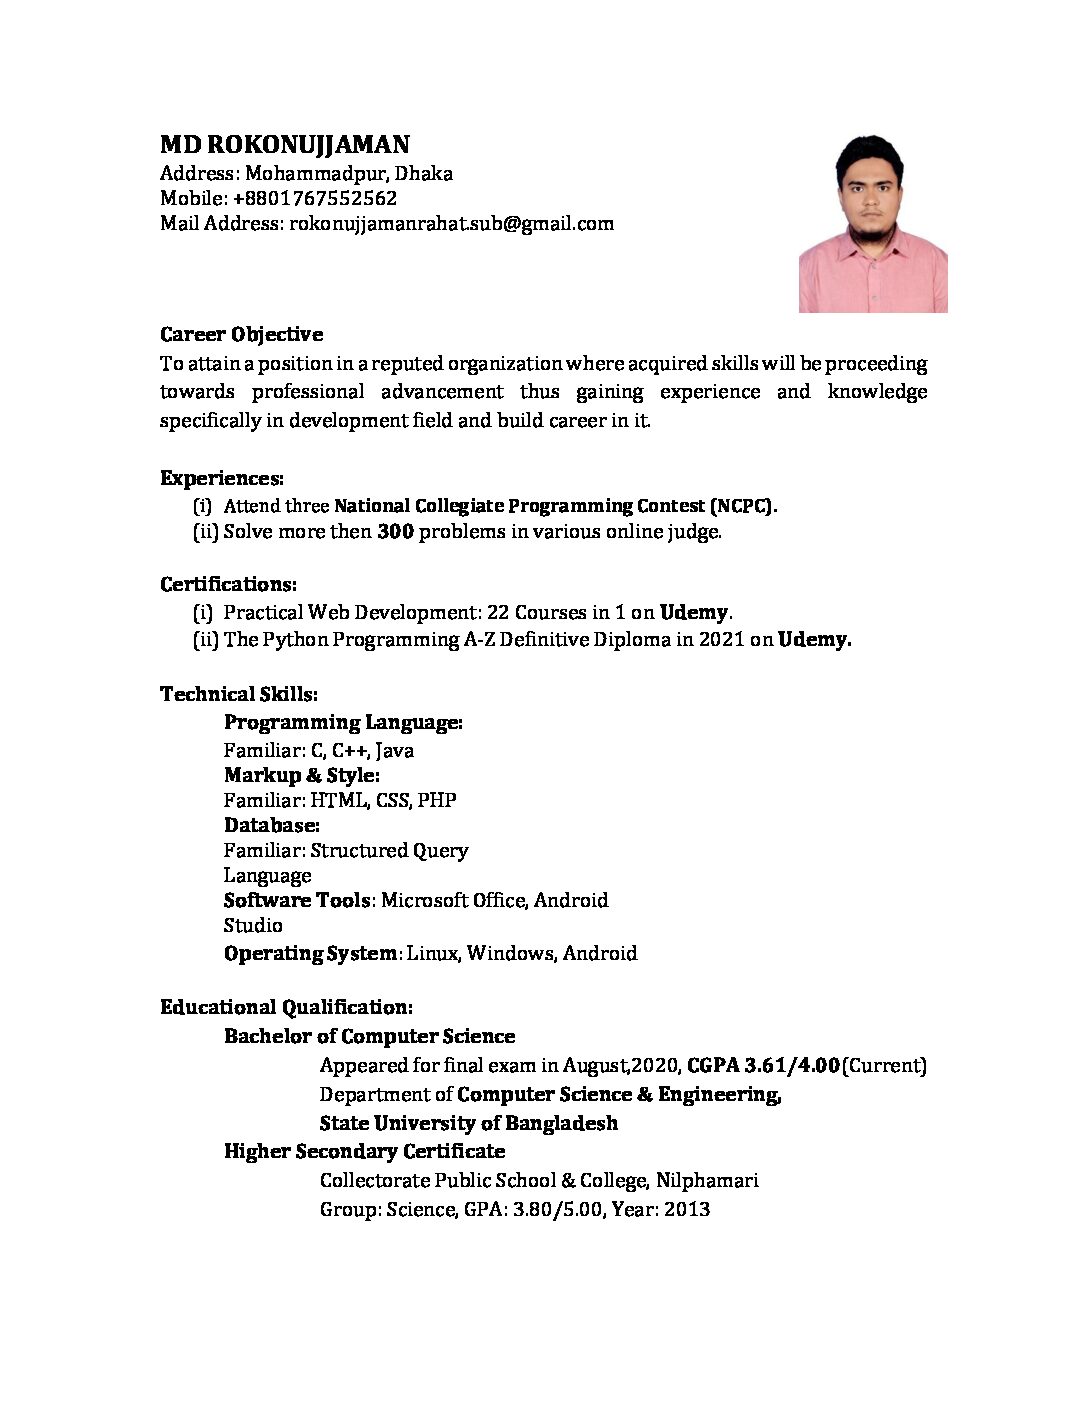 MD ROKONUJJAMAN
Address: Mohammadpur, Dhaka
Mobile: +8801767552562
Mail Address: rokonujjamanrahat.sub@gmail.com
Career Objective
To attain a position in a reputed organization where acquired skills will be proceeding
towards professional advancement thus gaining experience and knowledge
specifically in development field and build career in it.
Experiences:
(i) Attend three National Collegiate Programming Contest (NCPC).
(ii) Solve more then 300 problems in various online judge.
Certifications:
(i) Practical Web Development: 22 Courses in 1 on Udemy.
(ii) The Python Programming A-Z Definitive Diploma in 2021 on Udemy.
Technical Skills:
Programming Language:
Familiar: C, C++, Java
Markup & Style:
Familiar: HTML, CSS, PHP
Database:
Familiar: Structured Query
Language
Software Tools: Microsoft Office, Android
Studio
Operating System: Linux, Windows, Android
Educational Qualification:
Bachelor of Computer Science
Appeared for final exam in August,2020, CGPA 3.61/4.00(Current)
Department of Computer Science & Engineering,
State University of Bangladesh
Higher Secondary Certificate
Collectorate Public School & College, Nilphamari
Group: Science, GPA: 3.80/5.00, Year: 2013